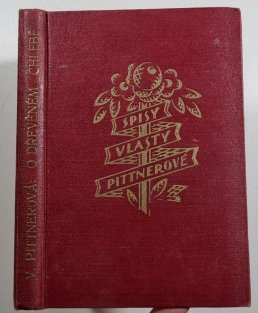 V. PITTNEROVÁ: O DŘEVĚNÉM CHLEBĚ
SPISY
VLASTY
PITTNEROVÉ